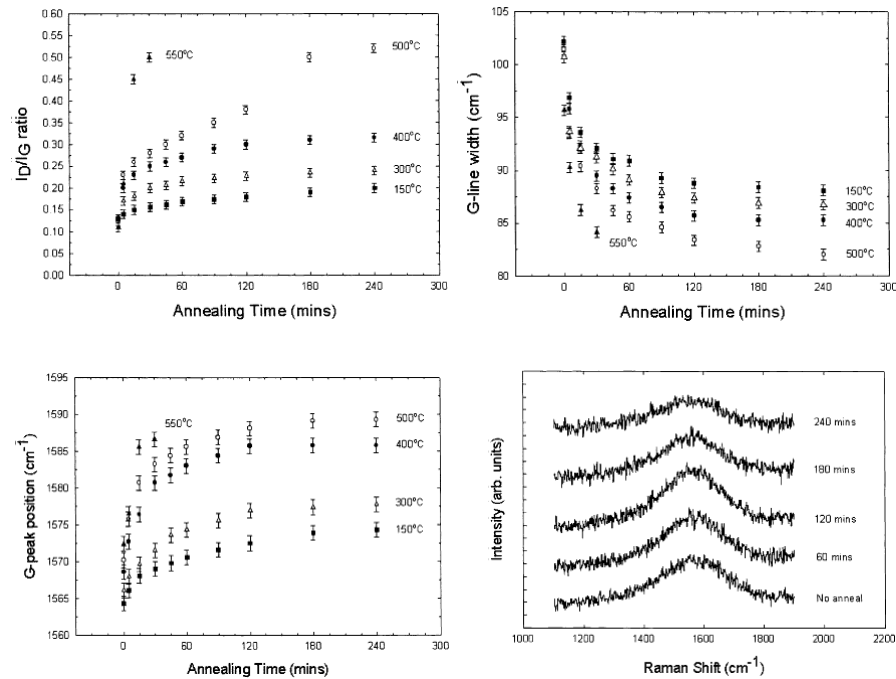 0.60
0.55
0.50
0.45
0.40
0.35
0.30
0.25
0.20
0.15
0.10
0.05
0.00
I_D/I_G ratio
550°C
500°C
400°C
300°C
150°C
0 60 120 180 240 300
Annealing Time (mins)
105
100
95
90
85
80
G-line width (cm⁻¹)
150°C
300°C
400°C
550°C
500°C
0 60 120 180 240 300
Annealing Time (mins)
1595
1590
1585
1580
1575
1570
1565
1560
G-peak position (cm⁻¹)
550°C
500°C
400°C
300°C
150°C
0 60 120 160 240 300
Annealing Time (mins)
Intensity (arb. units)
240 mins
180 mins
120 mins
60 mins
No anneal
1000 1200 1400 1600 1800 2000 2200
Raman Shift (cm⁻¹)